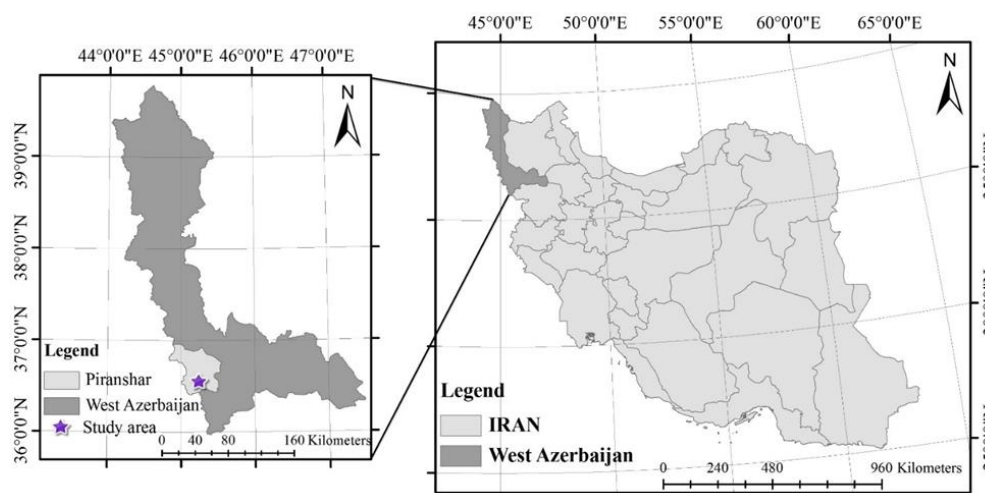 44°0'0"E 45°0'0"E 46°0'0"E 47°0'0"E
N
39°0'0"N
38°0'0"N
37°0'0"N
36°0'0"N
Legend
Piranshar
West Azerbaijan
Study area
0 40 80 160 Kilometers
45°0'0"E 50°0'0"E 55°0'0"E 60°0'0"E 65°0'0"E
N
Legend
IRAN
West Azerbaijan
0 240 480 960 Kilometers